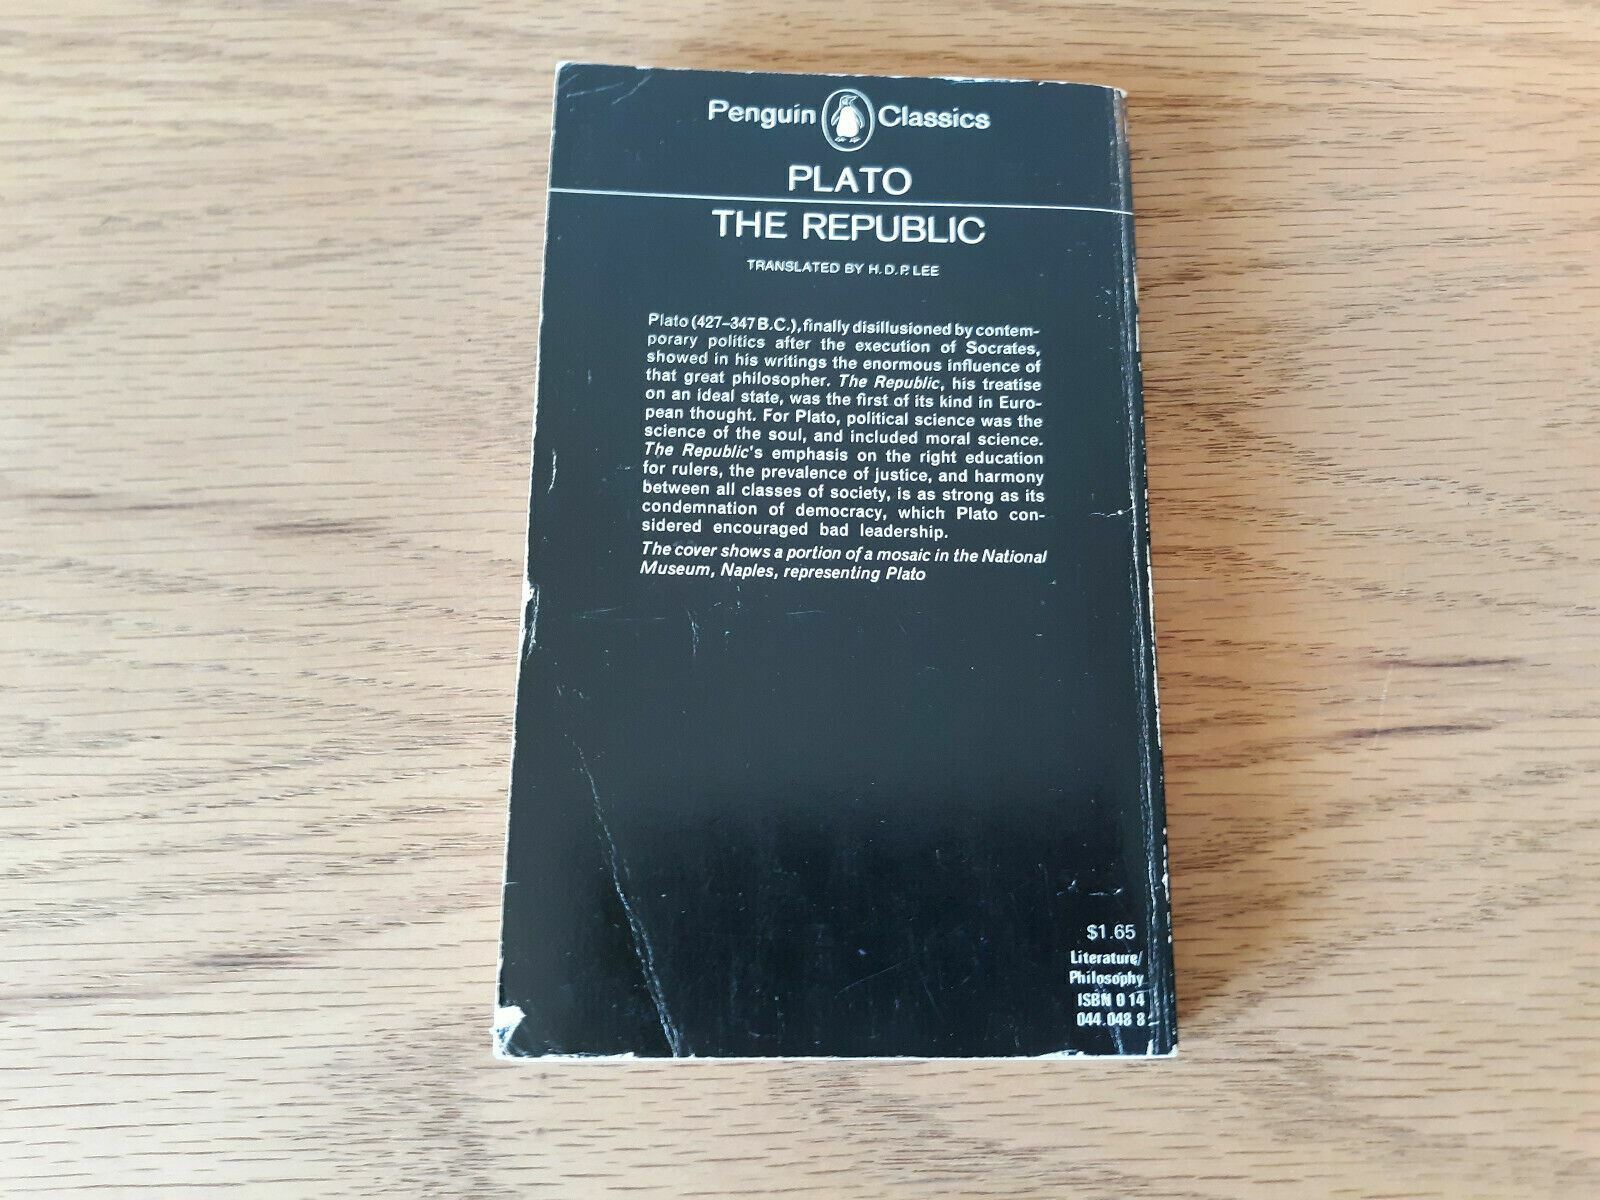 Penguin Classics
PLATO
THE REPUBLIC
TRANSLATED BY H.D.P. LEE
Plato (427–347 B.C.), finally disillusioned by contem-
porary politics after the execution of Socrates,
showed in his writings the enormous influence of
that great philosopher. The Republic, his treatise
on an ideal state, was the first of its kind in Euro-
pean thought. For Plato, political science was the
science of the soul, and included moral science.
The Republic's emphasis on the right education
for rulers, the prevalence of justice, and harmony
between all classes of society, is as strong as its
condemnation of democracy, which Plato con-
sidered encouraged bad leadership.
The cover shows a portion of a mosaic in the National
Museum, Naples, representing Plato
$1.65
Literature/
Philosophy
ISBN 0 14
044.048 8